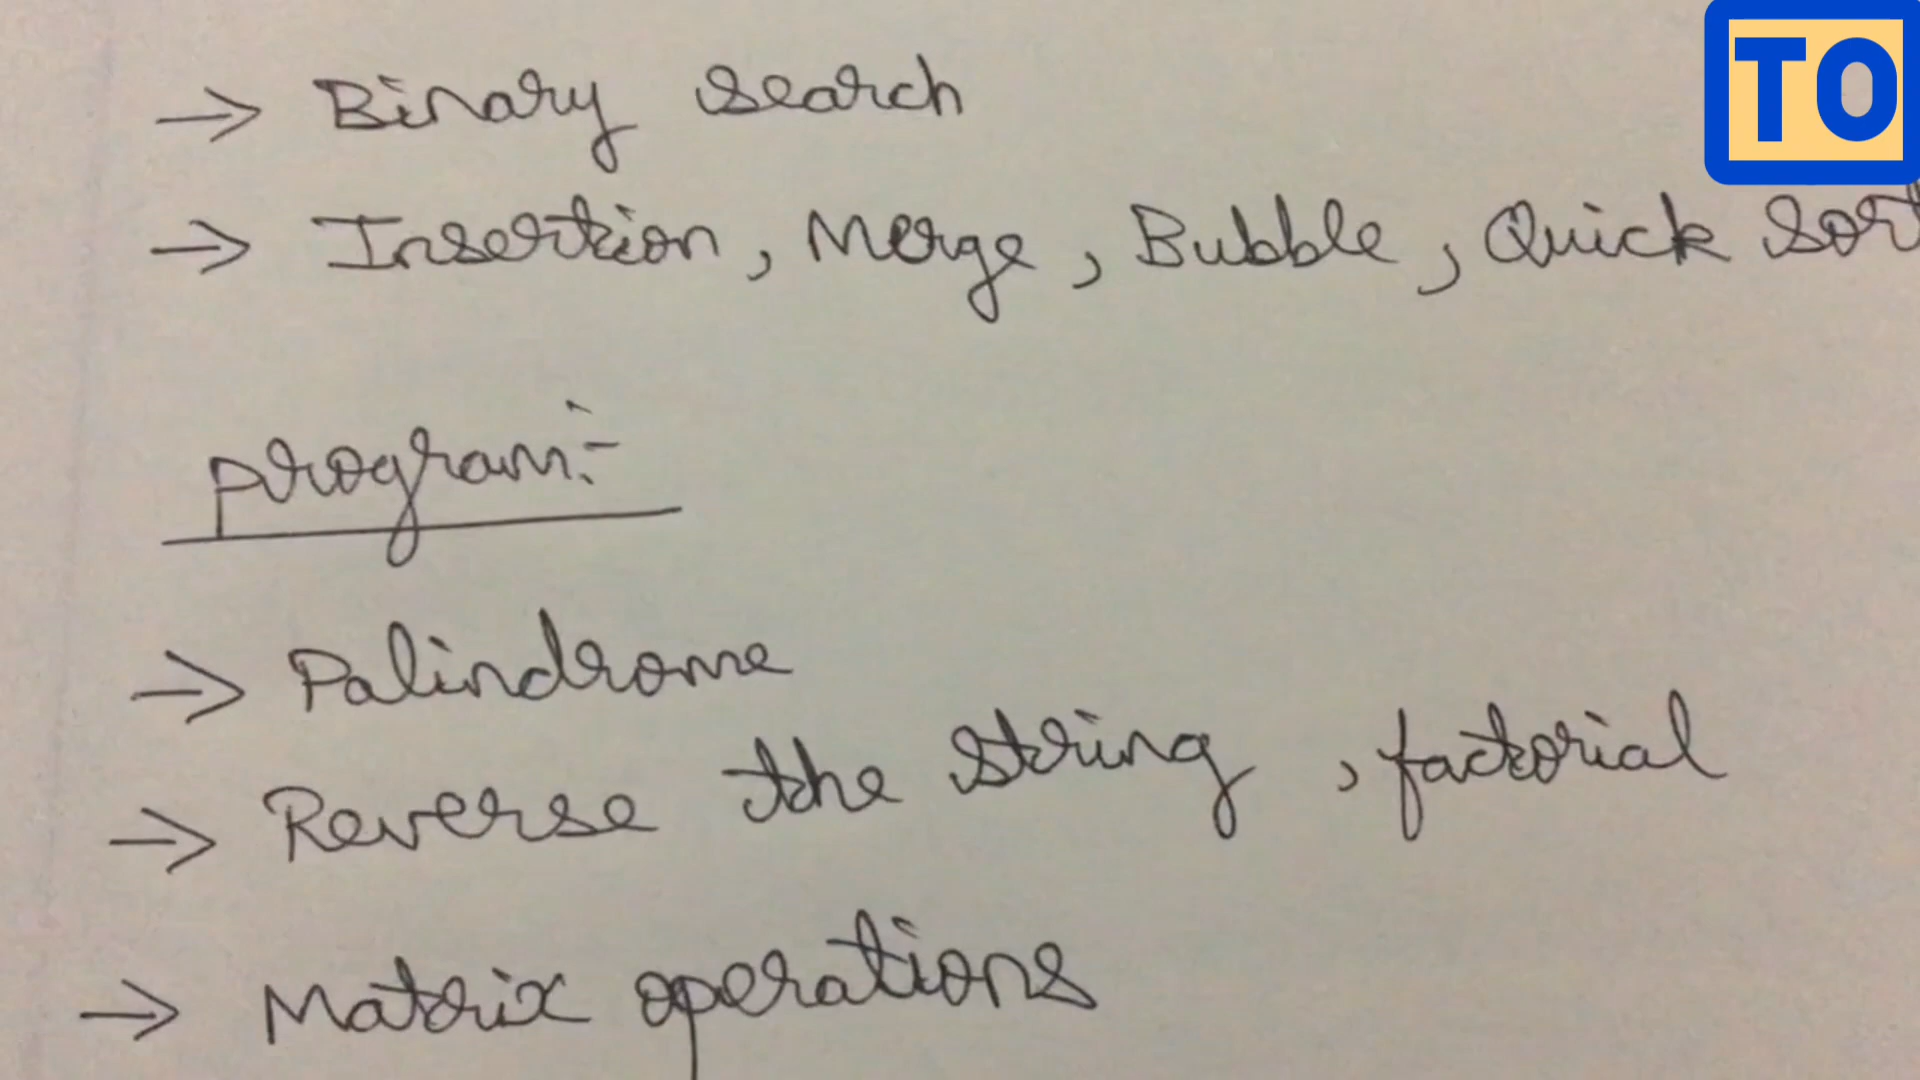 TO
→ Binary search
→ Insertion, Merge, Bubble, Quick Sort
program:-
→ Palindrome
→ Reverse the string, factorial
→ Matrix operations